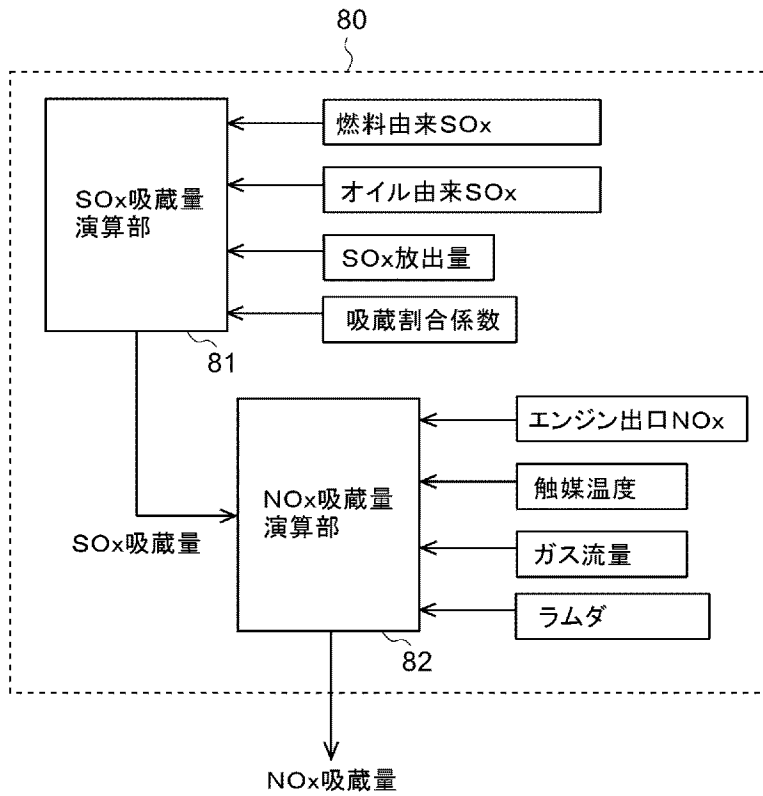 80
SOx吸蔵量
演算部
燃料由来SOx
オイル由来SOx
SOx放出量
吸蔵割合係数
81
NOx吸蔵量
演算部
エンジン出口NOx
触媒温度
ガス流量
ラムダ
SOx吸蔵量
82
NOx吸蔵量